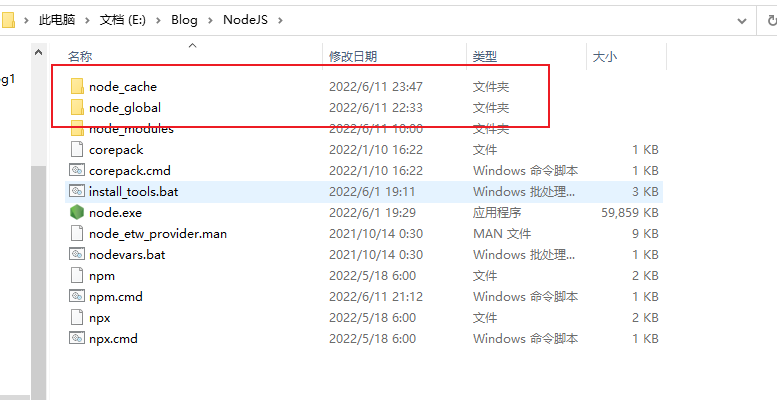 此电脑 > 文档 (E:) > Blog > NodeJS >
名称 修改日期 类型 大小
og1
node_cache 2022/6/11 23:47 文件夹
node_global 2022/6/11 22:33 文件夹
node_modules 2022/6/11 10:00 文件夹
corepack 2022/1/10 16:22 文件 1 KB
corepack.cmd 2022/1/10 16:22 Windows 命令脚本 1 KB
install_tools.bat 2022/6/1 19:11 Windows 批处理... 3 KB
node.exe 2022/6/1 19:29 应用程序 59,859 KB
node_etw_provider.man 2021/10/14 0:30 MAN 文件 9 KB
nodevars.bat 2021/10/14 0:30 Windows 批处理... 1 KB
npm 2022/5/18 6:00 文件 2 KB
npm.cmd 2022/6/11 21:12 Windows 命令脚本 1 KB
npx 2022/5/18 6:00 文件 2 KB
npx.cmd 2022/5/18 6:00 Windows 命令脚本 1 KB